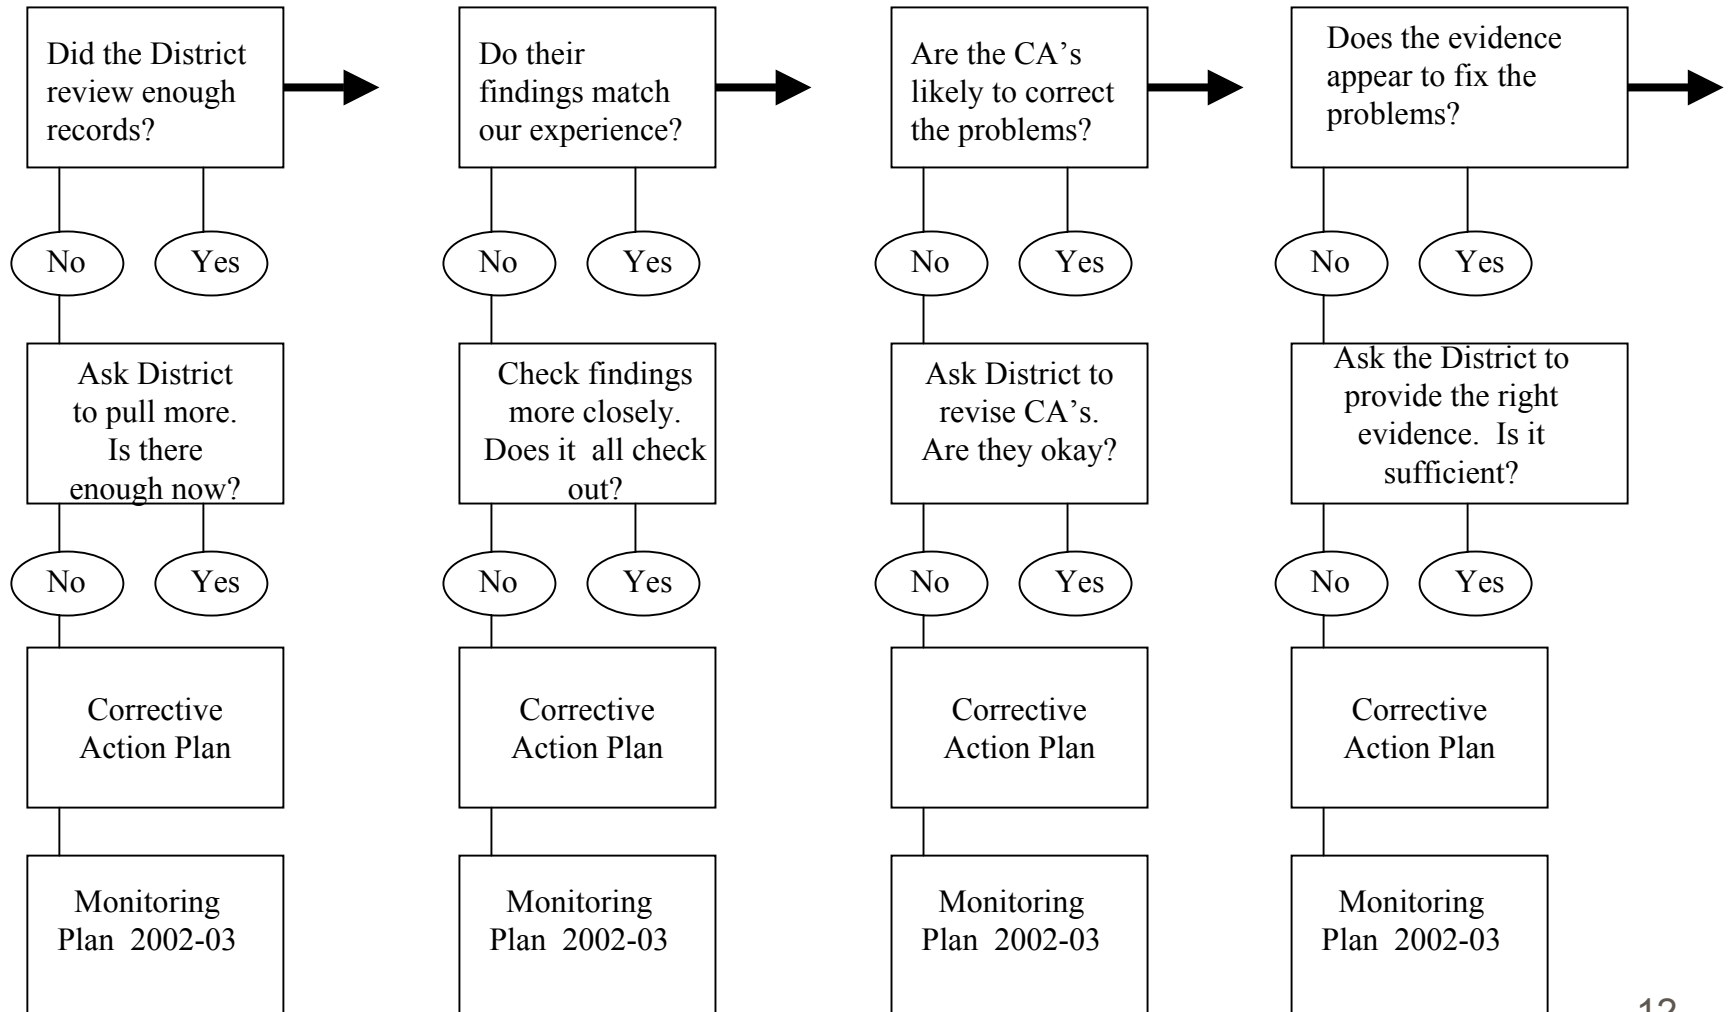 Did the District
review enough
records?
Do their
findings match
our experience?
Are the CA’s
likely to correct
the problems?
Does the evidence
appear to fix the
problems?
No
Yes
No
Yes
No
Yes
No
Yes
Ask District
to pull more.
Is there
enough now?
Check findings
more closely.
Does it  all check
out?
Ask District to
revise CA’s.
Are they okay?
Ask the District to
provide the right
evidence.  Is it
sufficient?
No
Yes
No
Yes
No
Yes
No
Yes
Corrective
Action Plan
Corrective
Action Plan
Corrective
Action Plan
Corrective
Action Plan
Monitoring
Plan  2002-03
Monitoring
Plan  2002-03
Monitoring
Plan  2002-03
Monitoring
Plan  2002-03
12